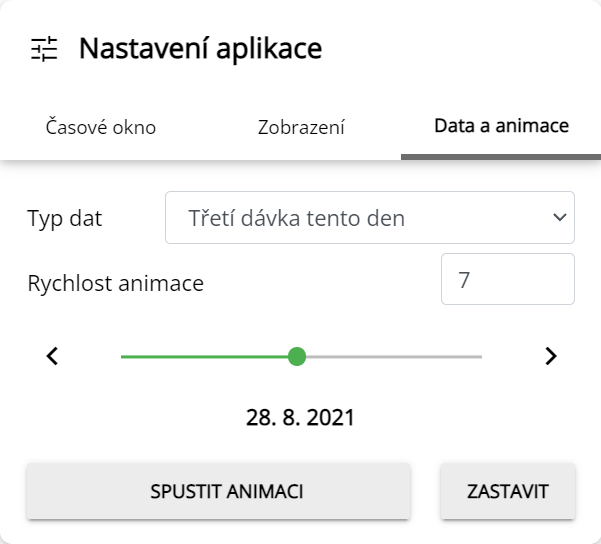 Nastavení aplikace
Časové okno Zobrazení Data a animace
Typ dat Třetí dávka tento den
Rychlost animace 7
28. 8. 2021
SPUSTIT ANIMACI ZASTAVIT